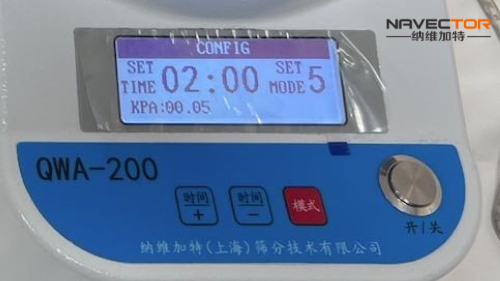 NAVECTOR
纳维加特
CONFIG
SET TIME 02:00 SET MODE 5
KPA:00.05
QWA-200
时间 + 时间 - 模式
开/关
纳维加特(上海)筛分技术有限公司